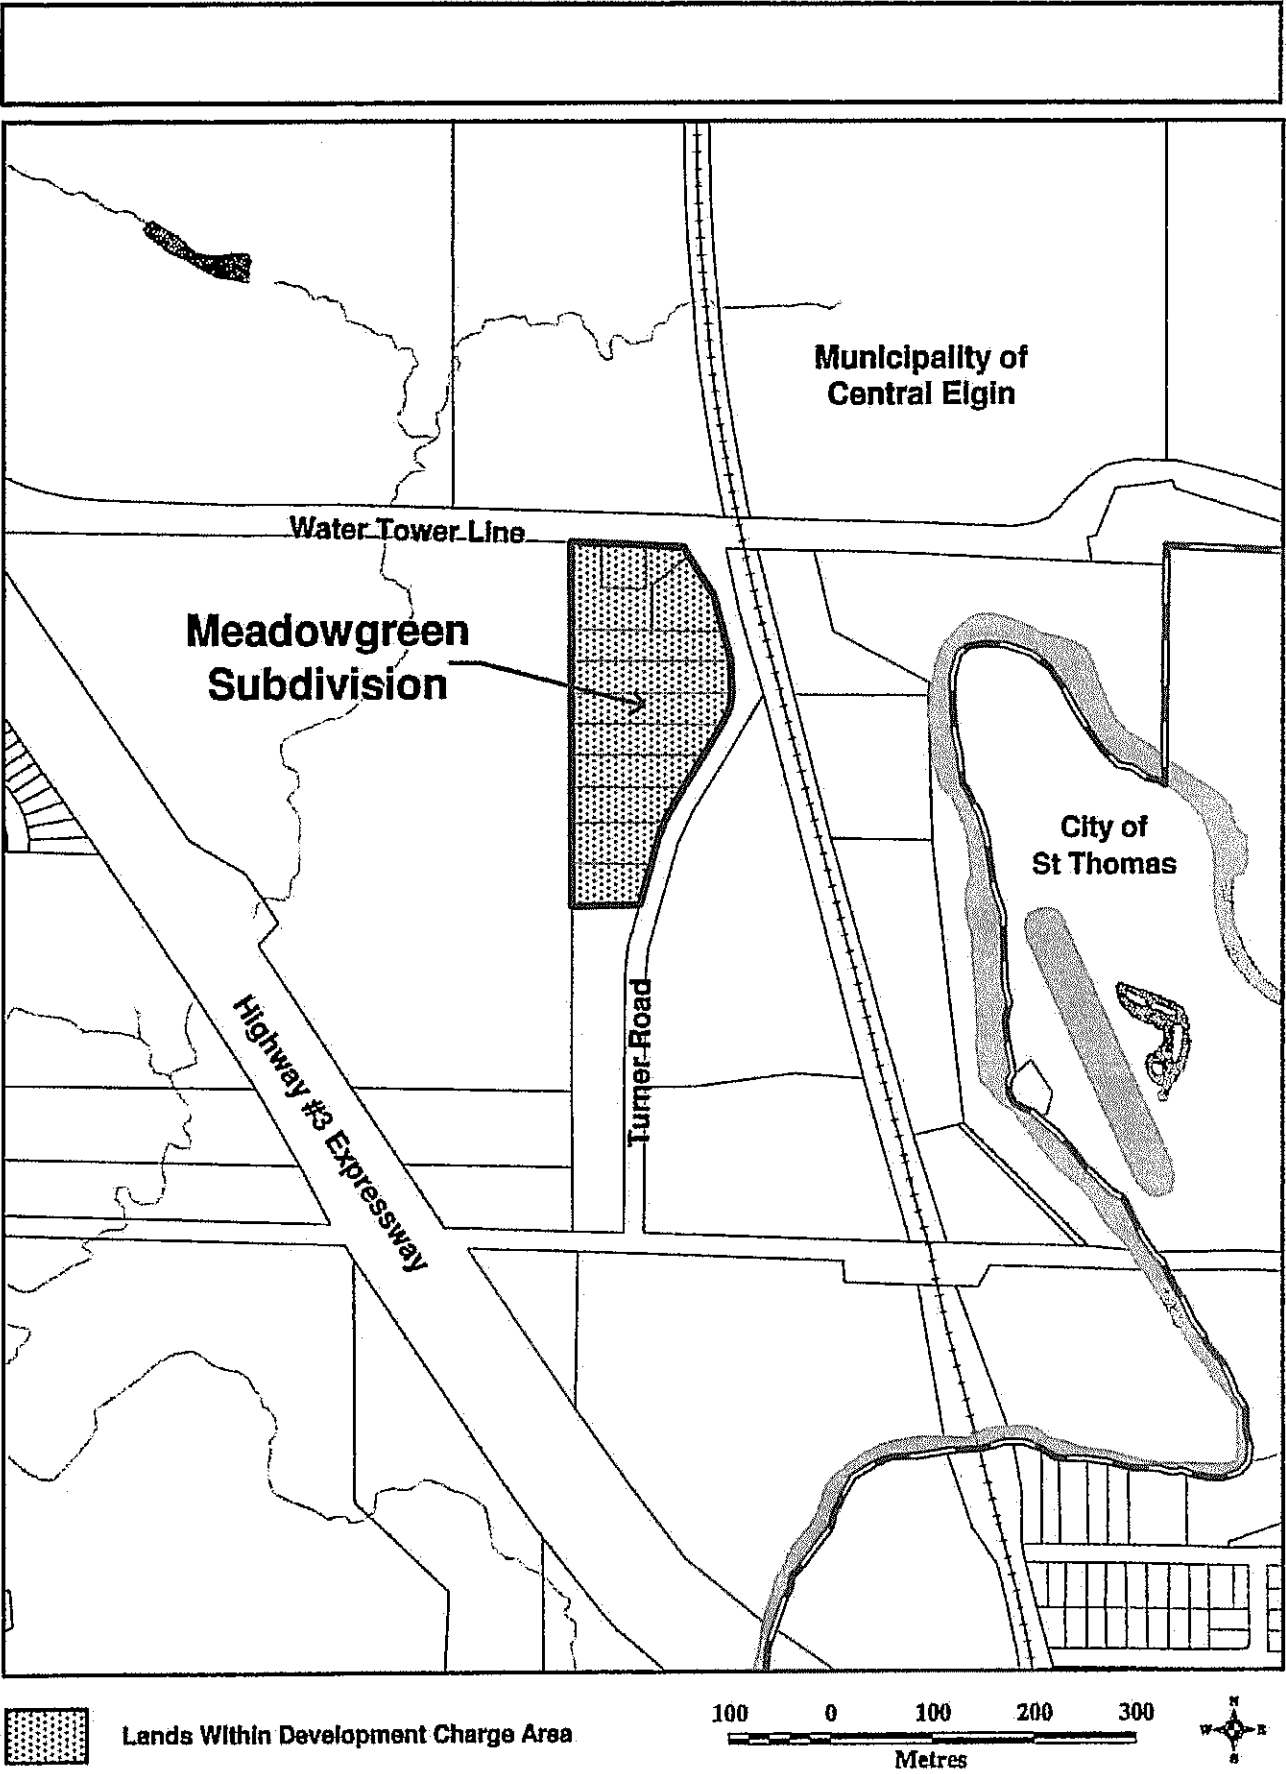 Municipality of
Central Elgin
Water Tower Line
Meadowgreen
Subdivision
City of
St Thomas
Highway #3 Expressway
Turner Road
Lands Within Development Charge Area
100 0 100 200 300
Metres
N
W E
S